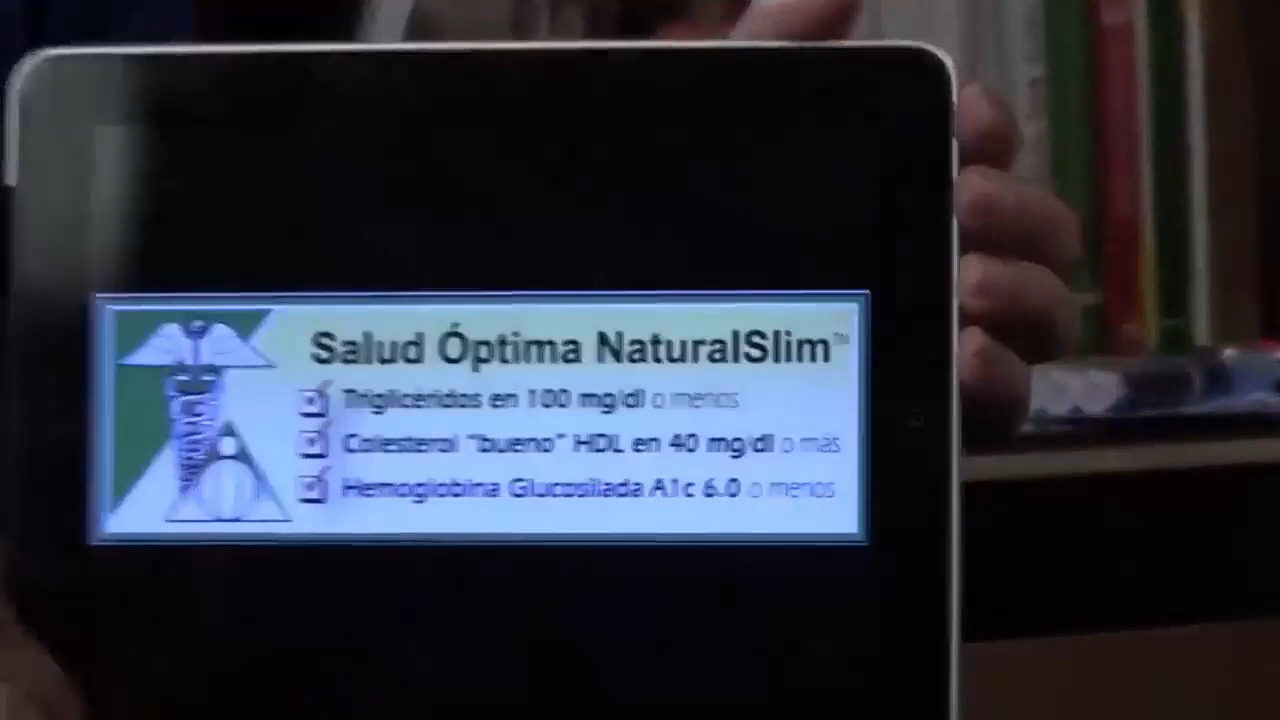 Salud Óptima NaturalSlim™
Triglicéridos en 100 mg/dl o menos
Colesterol "bueno" HDL en 40 mg/dl o más
Hemoglobina Glucosilada A1c 6.0 o menos